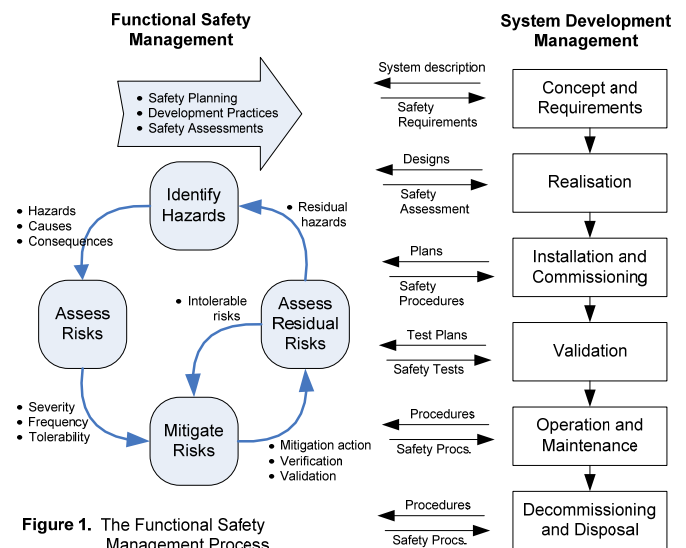 Functional Safety
Management
• Safety Planning
• Development Practices
• Safety Assessments
Identify
Hazards
• Hazards
• Causes
• Consequences
• Residual
hazards
Assess
Risks
• Intolerable
risks
Assess
Residual
Risks
• Severity
• Frequency
• Tolerability
Mitigate
Risks
• Mitigation action
• Verification
• Validation
Figure 1. The Functional Safety
Management Process
System Development
Management
System description
Safety
Requirements
Concept and
Requirements
Designs
Safety
Assessment
Realisation
Plans
Safety
Procedures
Installation and
Commissioning
Test Plans
Safety Tests
Validation
Procedures
Safety Procs.
Operation and
Maintenance
Procedures
Safety Procs.
Decommissioning
and Disposal